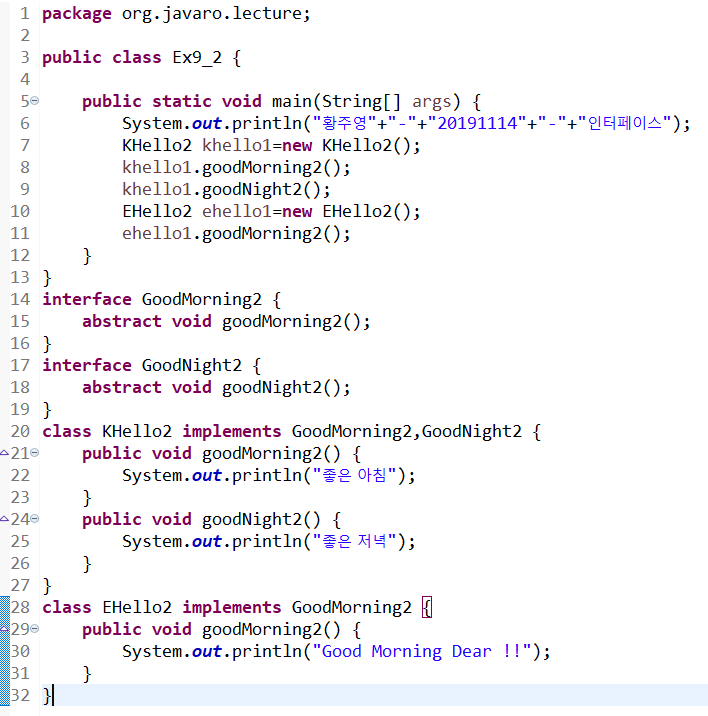 1 package org.javaro.lecture;
2
3 public class Ex9_2 {
4
5     public static void main(String[] args) {
6         System.out.println("황주영"+"-"+"20191114"+"-"+"인터페이스");
7         KHello2 khello1=new KHello2();
8         khello1.goodMorning2();
9         khello1.goodNight2();
10         EHello2 ehello1=new EHello2();
11         ehello1.goodMorning2();
12     }
13 }
14 interface GoodMorning2 {
15     abstract void goodMorning2();
16 }
17 interface GoodNight2 {
18     abstract void goodNight2();
19 }
20 class KHello2 implements GoodMorning2,GoodNight2 {
21     public void goodMorning2() {
22         System.out.println("좋은 아침");
23     }
24     public void goodNight2() {
25         System.out.println("좋은 저녁");
26     }
27 }
28 class EHello2 implements GoodMorning2 {
29     public void goodMorning2() {
30         System.out.println("Good Morning Dear !!");
31     }
32 }